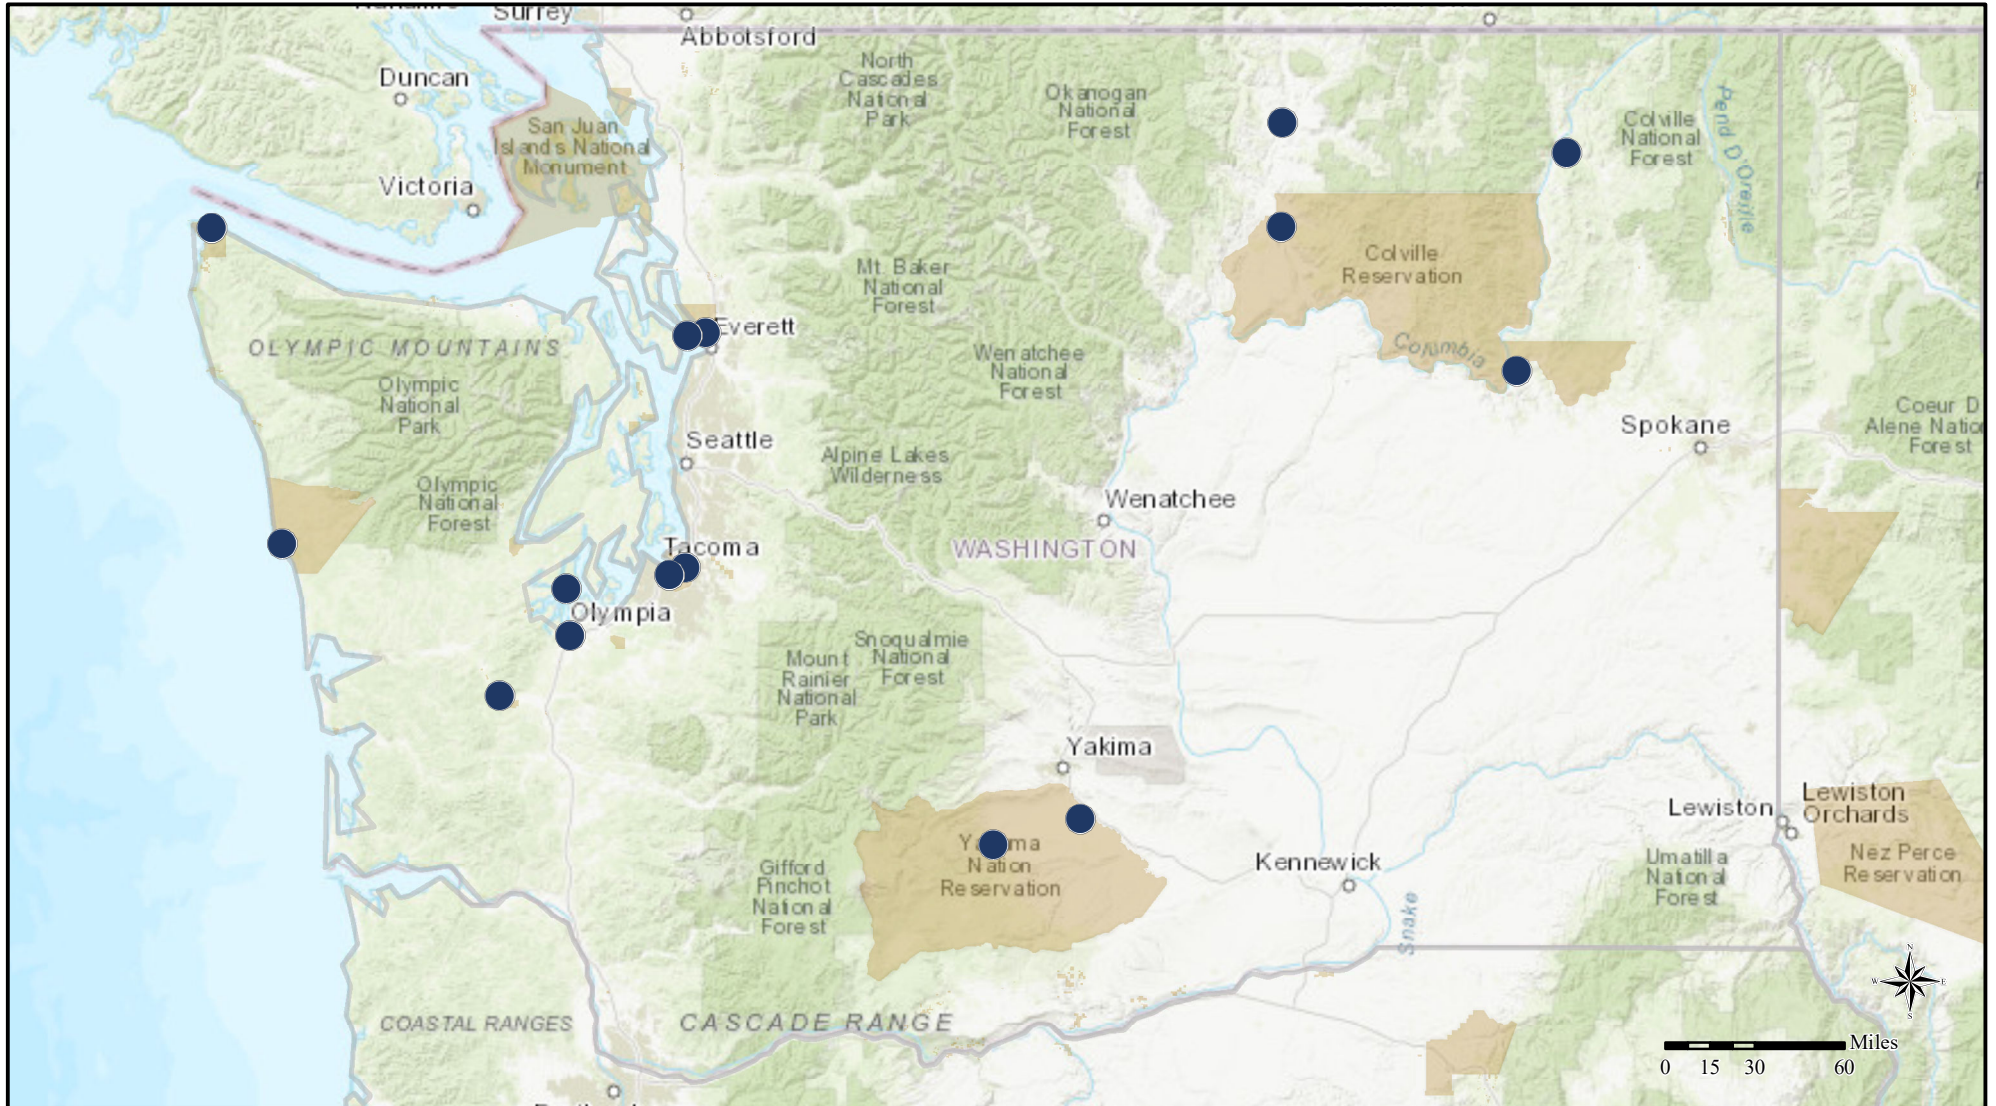 Surrey
Abbotsford
Duncan
North
Cascades
National
Park
Okanogan
National
Forest
Colville
National
Forest
Pend D'Oreille
San Juan
Islands National
Monument
Victoria
Colville
Reservation
Mt. Baker
National
Forest
Everett
OLYMPIC MOUNTAINS
Olympic
National
Park
Wenatchee
National
Forest
Columbia
Spokane
Coeur D
Alene Natio
Forest
Seattle
Alpine Lakes
Wilderness
Olympic
National
Forest
Wenatchee
WASHINGTON
Tacoma
Olympia
Snoqualmie
National
Forest
Mount
Rainier
National
Park
Yakima
Lewiston
Lewiston
Orchards
Nation
Reservation
Kennewick
Gifford
Pinchot
National
Forest
Umatilla
National
Forest
Nez Perce
Reservation
Snake
N
W E
S
COASTAL RANGES
CASCADE RANGE
Miles
0 15 30 60